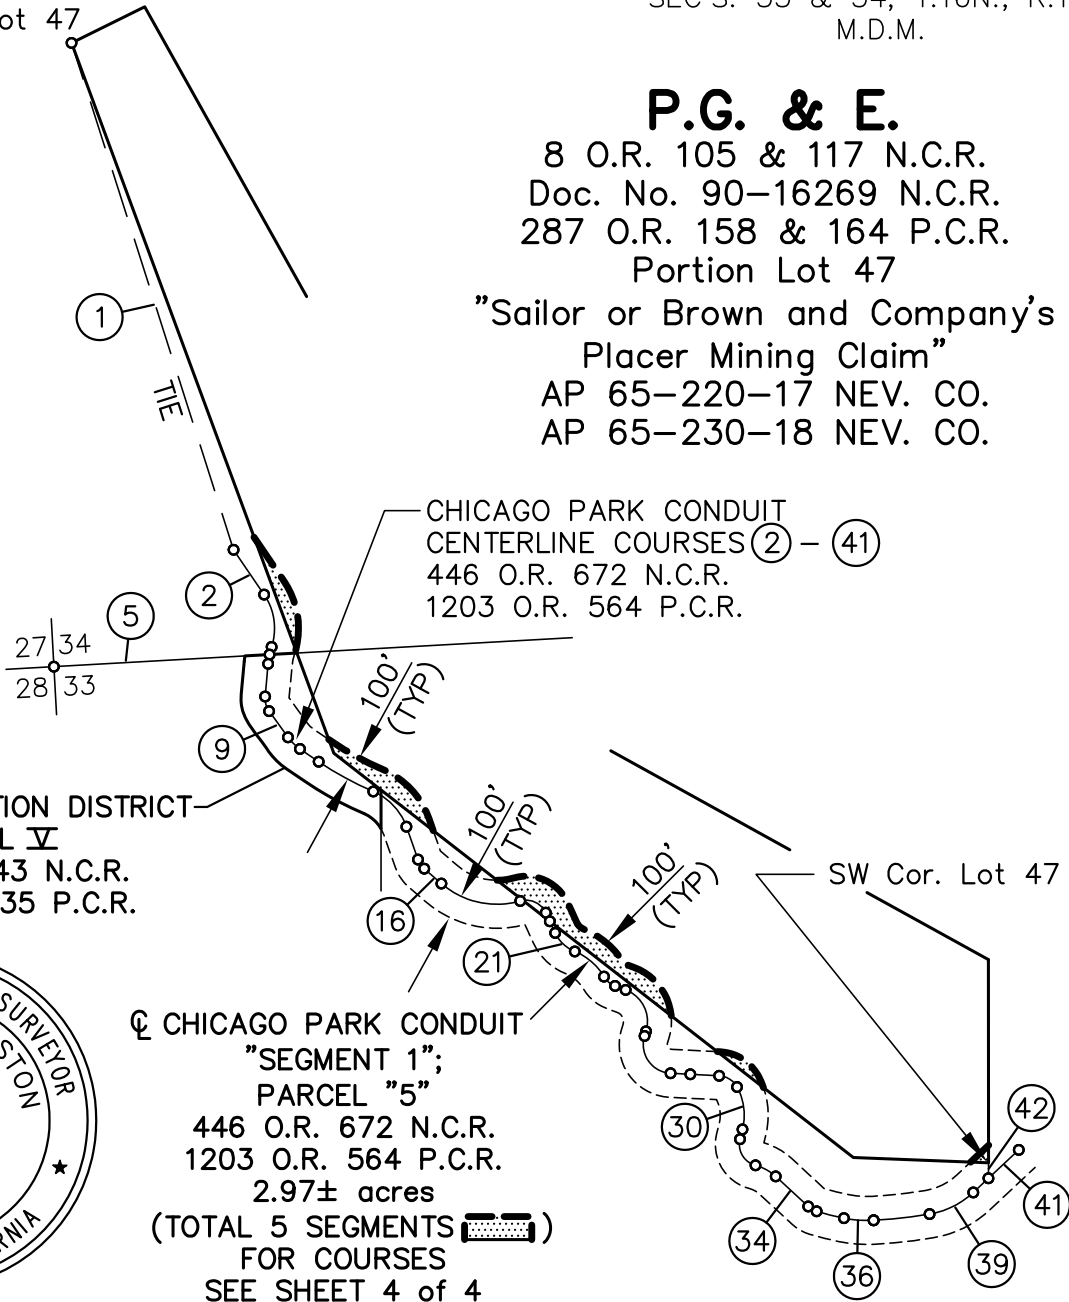 ot 47
M.D.M.
P.G. & E.
8 O.R. 105 & 117 N.C.R.
Doc. No. 90-16269 N.C.R.
287 O.R. 158 & 164 P.C.R.
Portion Lot 47
"Sailor or Brown and Company's
Placer Mining Claim"
AP 65-220-17 NEV. CO.
AP 65-230-18 NEV. CO.
1
TIE
CHICAGO PARK CONDUIT
CENTERLINE COURSES 2 - 41
446 O.R. 672 N.C.R.
1203 O.R. 564 P.C.R.
2
5
27 34
28 33
100'
(TYP)
9
TION DISTRICT
L V
43 N.C.R.
35 P.C.R.
100'
(TYP)
100'
(TYP)
SW Cor. Lot 47
16
21
℄ CHICAGO PARK CONDUIT
"SEGMENT 1";
PARCEL "5"
446 O.R. 672 N.C.R.
1203 O.R. 564 P.C.R.
2.97± acres
(TOTAL 5 SEGMENTS )
FOR COURSES
SEE SHEET 4 of 4
SURVEYOR
STON
RNIA
30
34
36
39
41
42